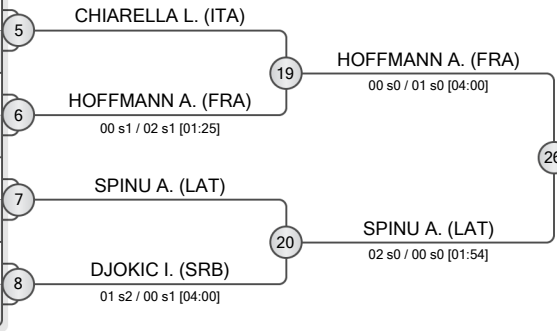 CHIARELLA L. (ITA)
5
19
HOFFMANN A. (FRA)
00 s0 / 01 s0 [04:00]
HOFFMANN A. (FRA)
6
00 s1 / 02 s1 [01:25]
26
SPINU A. (LAT)
7
20
SPINU A. (LAT)
02 s0 / 00 s0 [01:54]
DJOKIC I. (SRB)
8
01 s2 / 00 s1 [04:00]